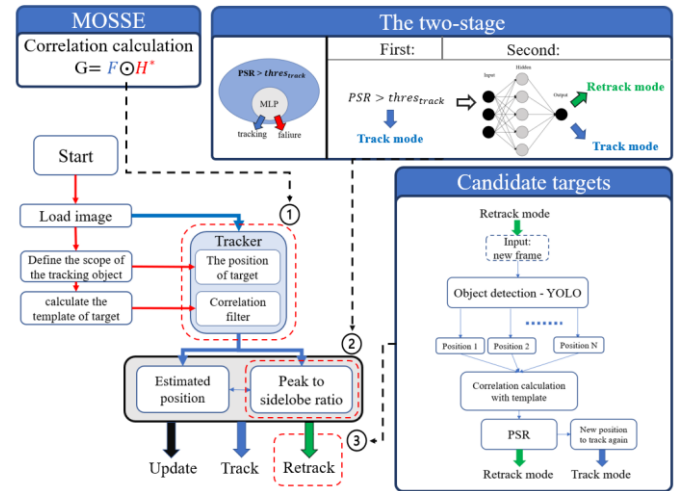 MOSSE
Correlation calculation
G= F⊙H*
The two-stage
First:
Second:
PSR > thres_track
MLP
tracking
faliure
PSR > thres_track
Track mode
Input
Hidden
Output
Retrack mode
Track mode
Start
Load image
Define the scope of
the tracking object
calculate the
template of target
1
Tracker
The position
of target
Correlation
filter
2
Estimated
position
Peak to
sidelobe ratio
3
Update
Track
Retrack
Candidate targets
Retrack mode
Input:
new frame
Object detection - YOLO
Position 1
Position 2
Position N
Correlation calculation
with template
PSR
New position
to track again
Retrack mode
Track mode